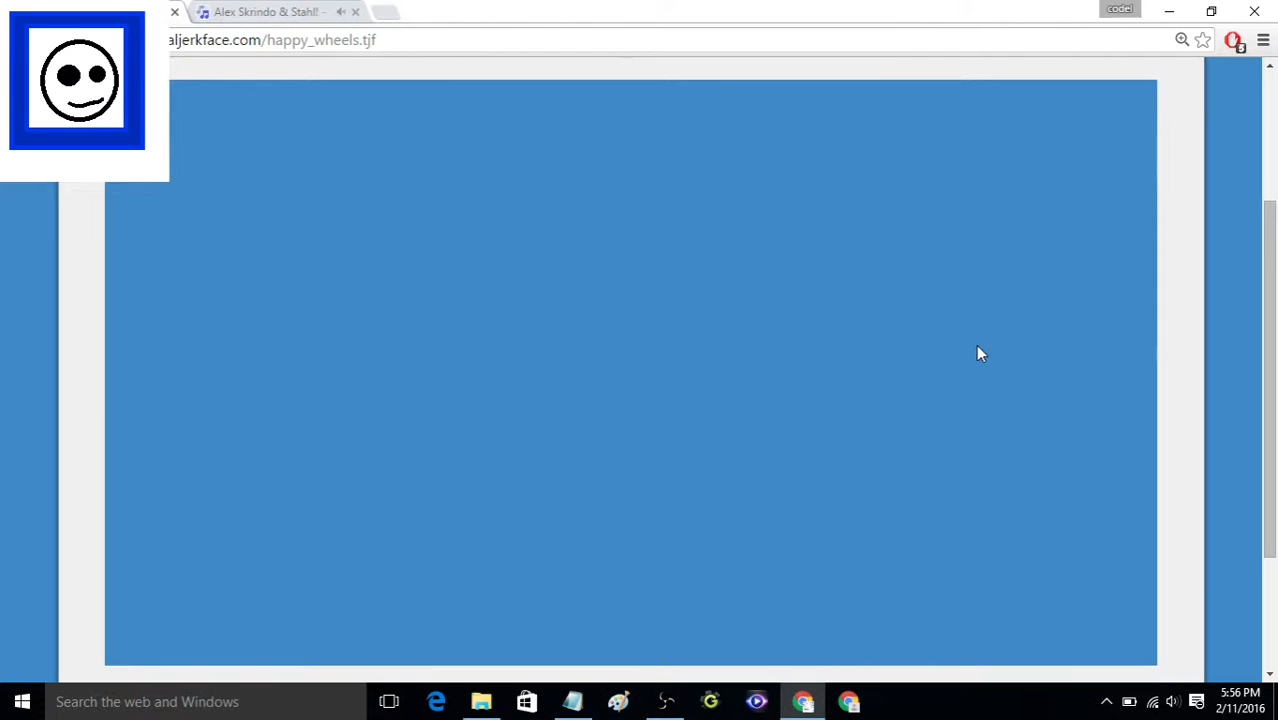 Alex Skrindo & Stahl! -
codel
aljerkface.com/happy_wheels.tjf
5
Search the web and Windows
5:56 PM
2/11/2016